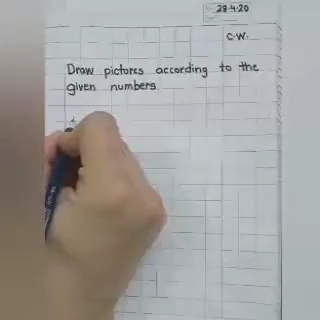 28·4·20
C.W.
Draw pictures according to the
given numbers